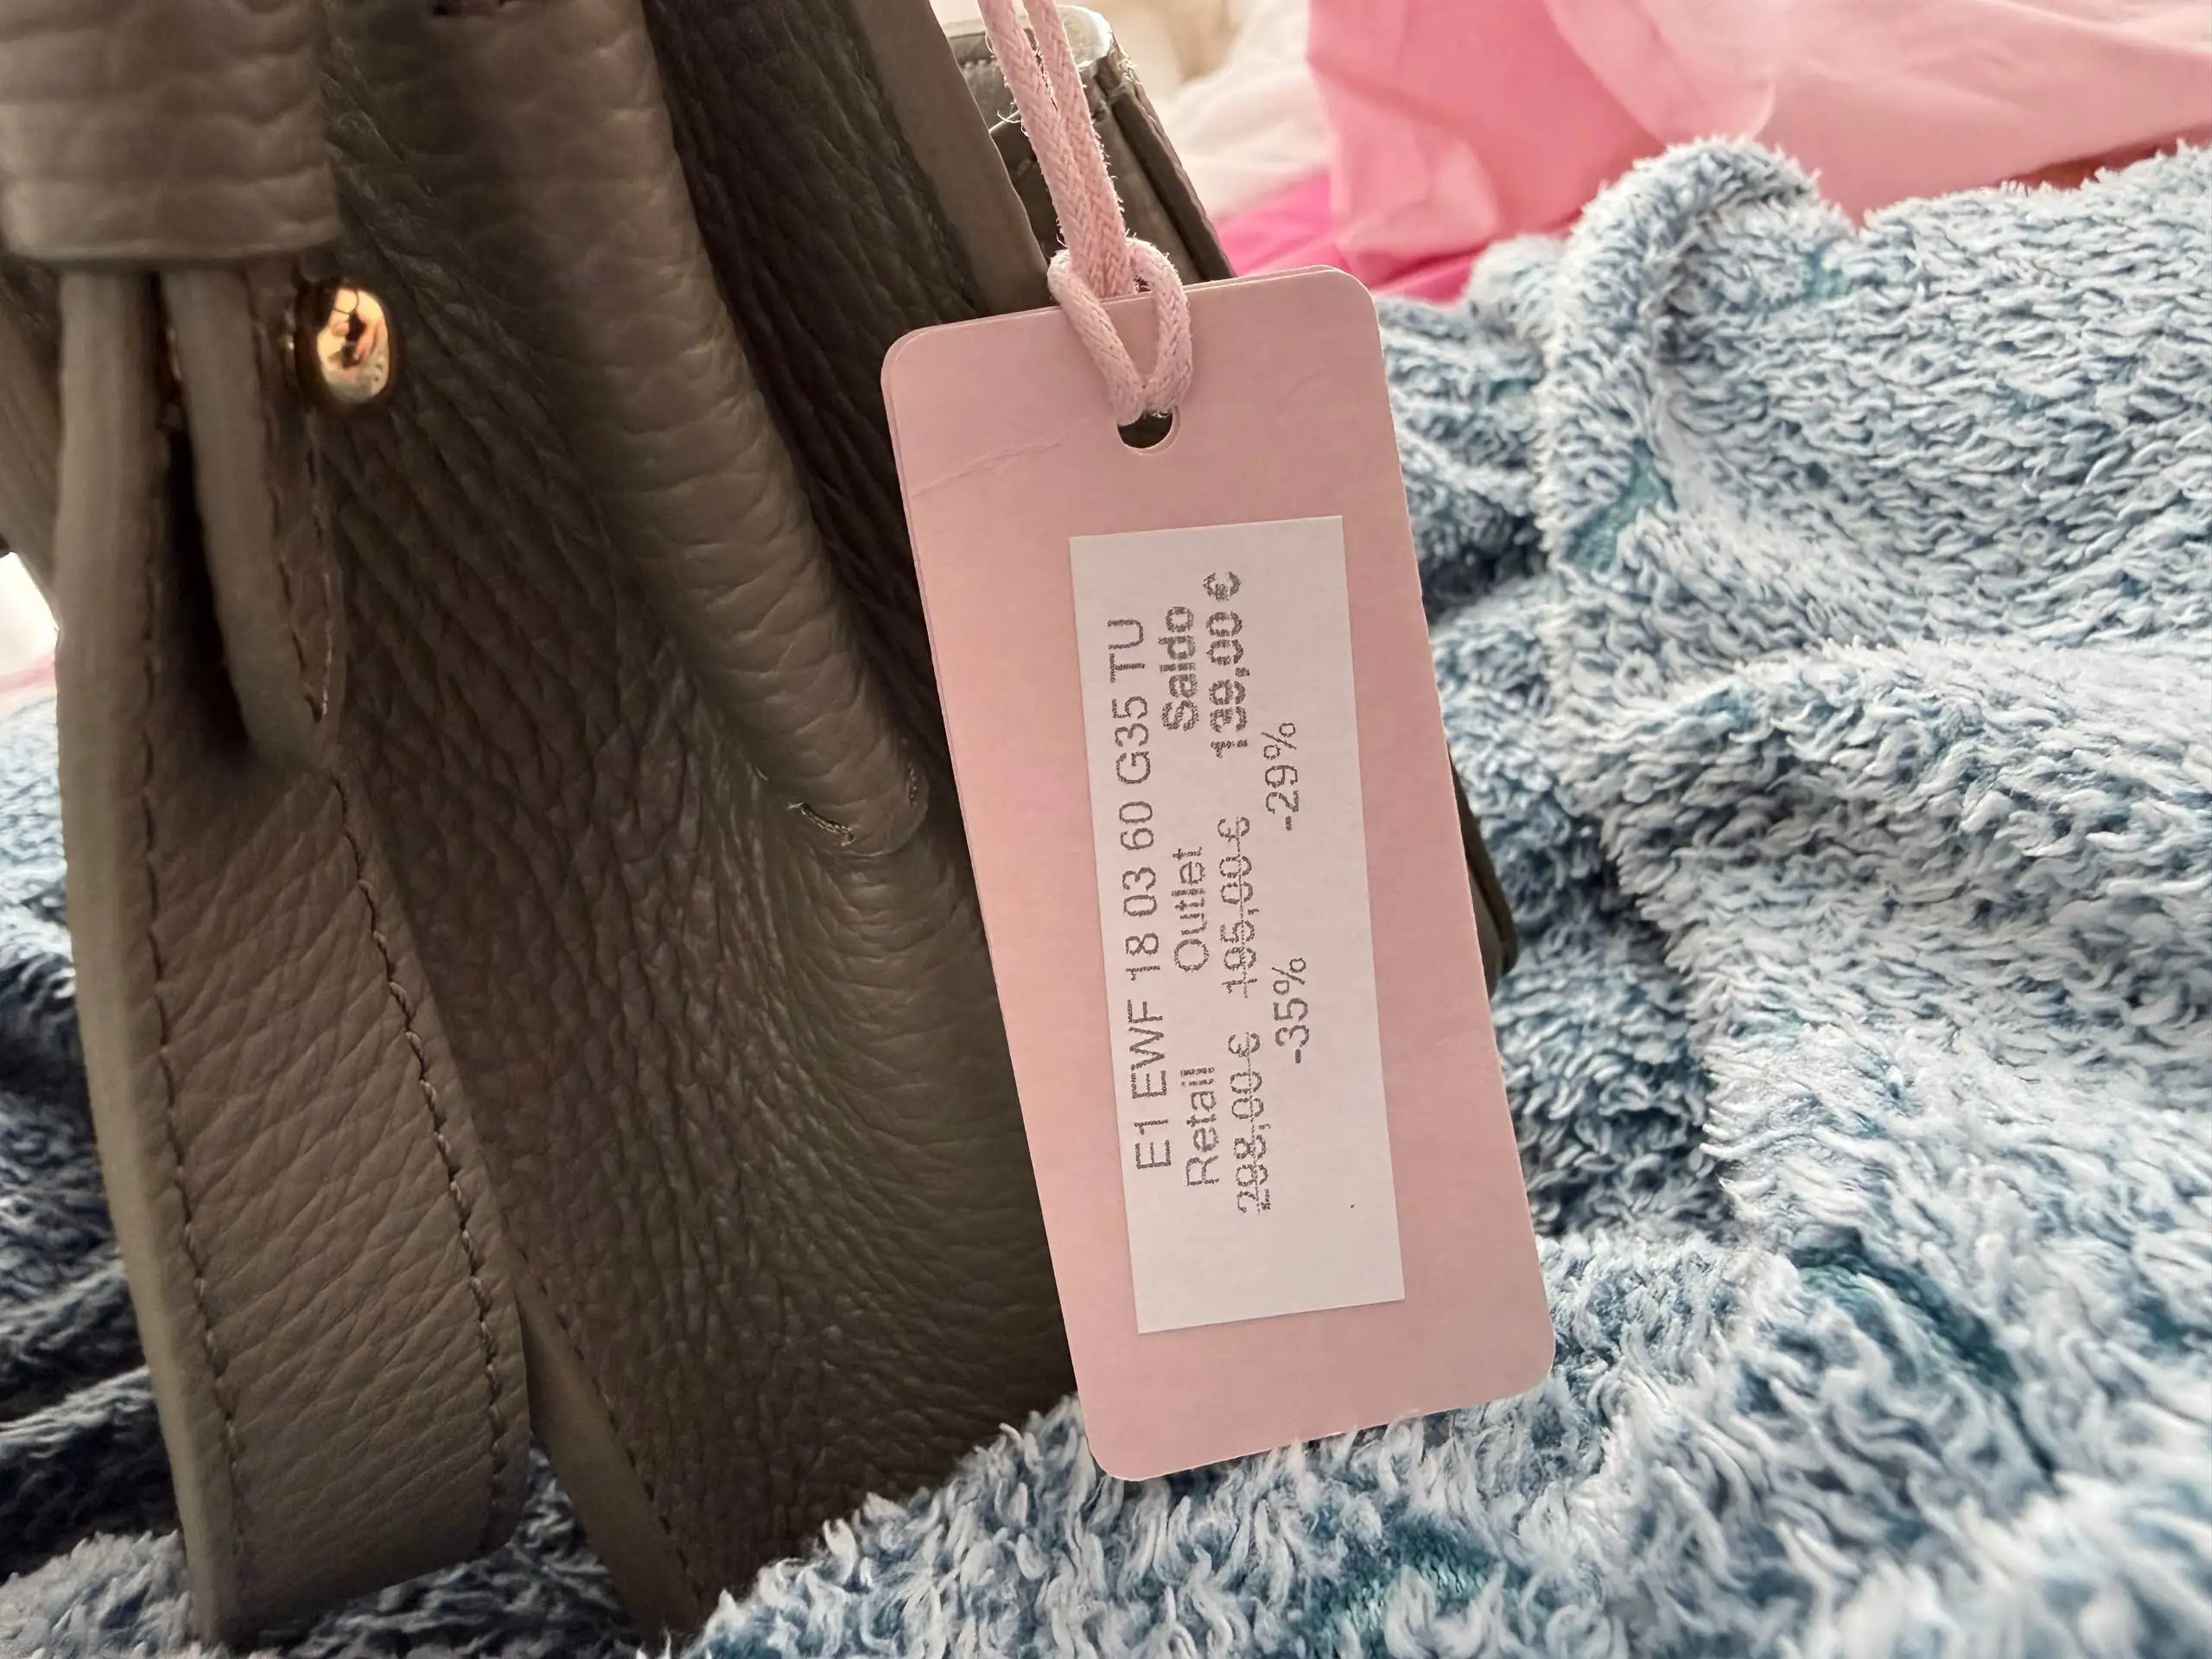 E1 EWF 18 03 60 G35 TU
Retail Outlet Saldo
298,00 € 195,00 € 139,00 €
-35% -29%